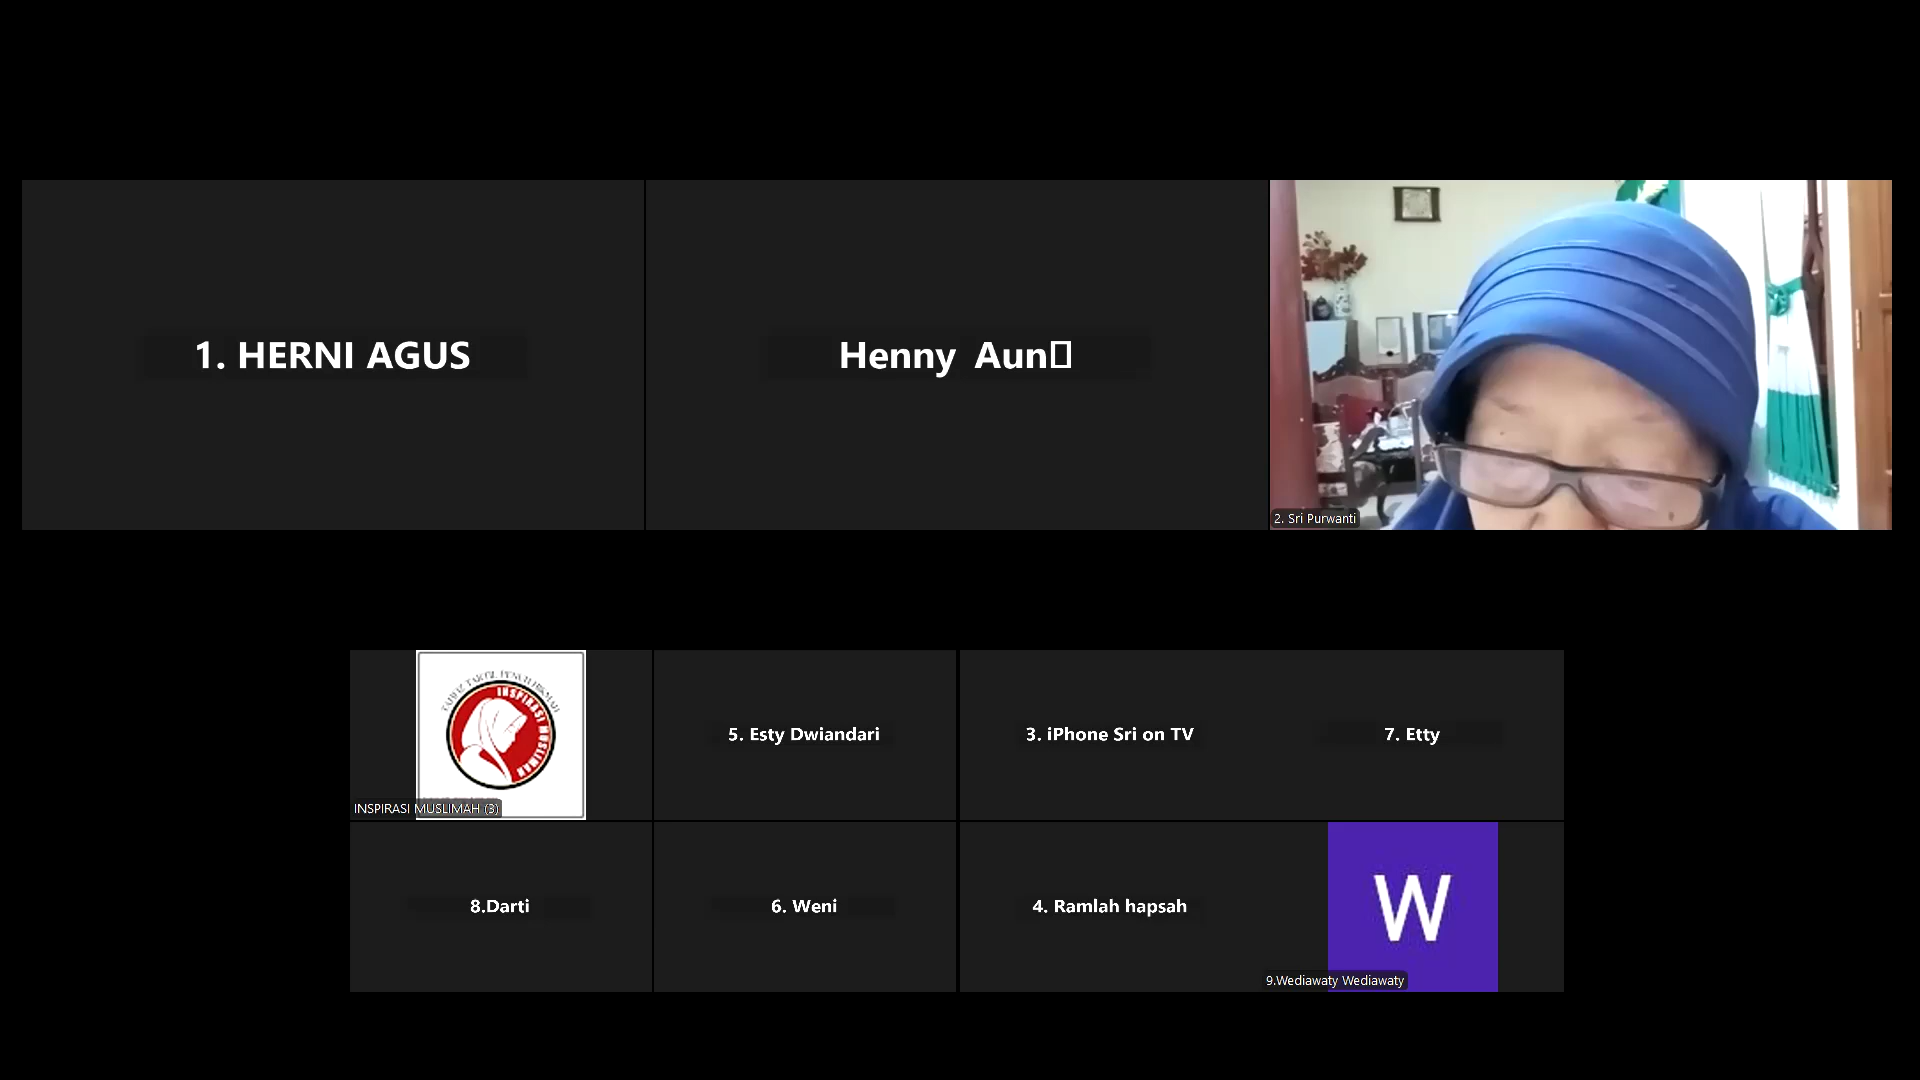 1. HERNI AGUS
Henny Aun
2. Sri Purwanti
INSPIRASI MUSLIMAH
INSPIRASI MUSLIMAH (3)
5. Esty Dwiandari
3. iPhone Sri on TV
7. Etty
8.Darti
6. Weni
4. Ramlah hapsah
W
9.Wediawaty Wediawaty